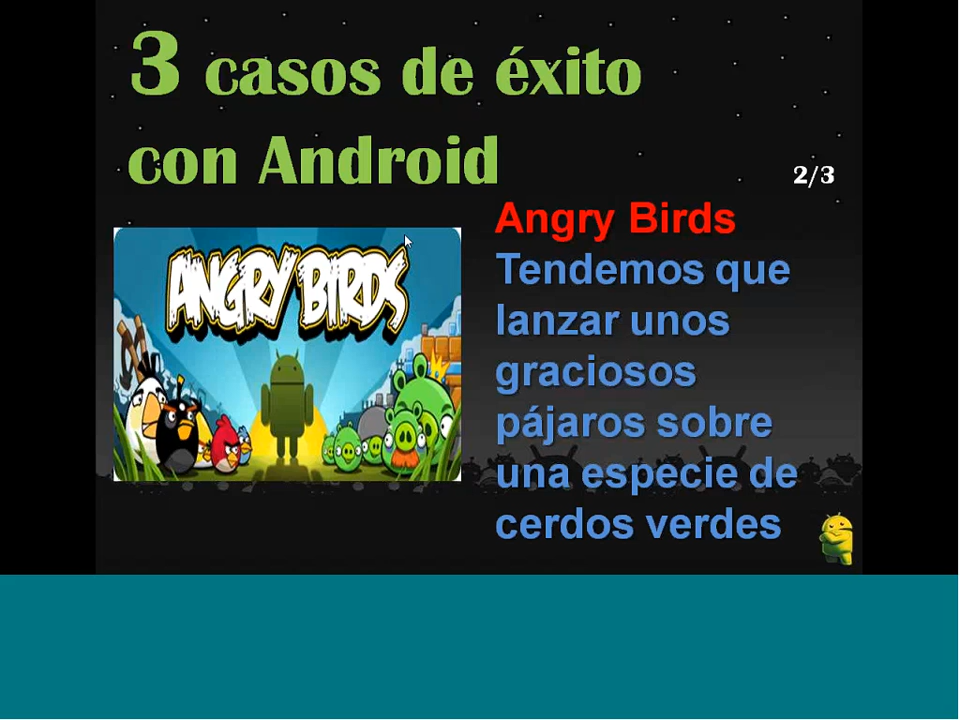 3 casos de éxito
con Android
2/3
Angry Birds
Tendemos que
lanzar unos
graciosos
pájaros sobre
una especie de
cerdos verdes
ANGRY BIRDS